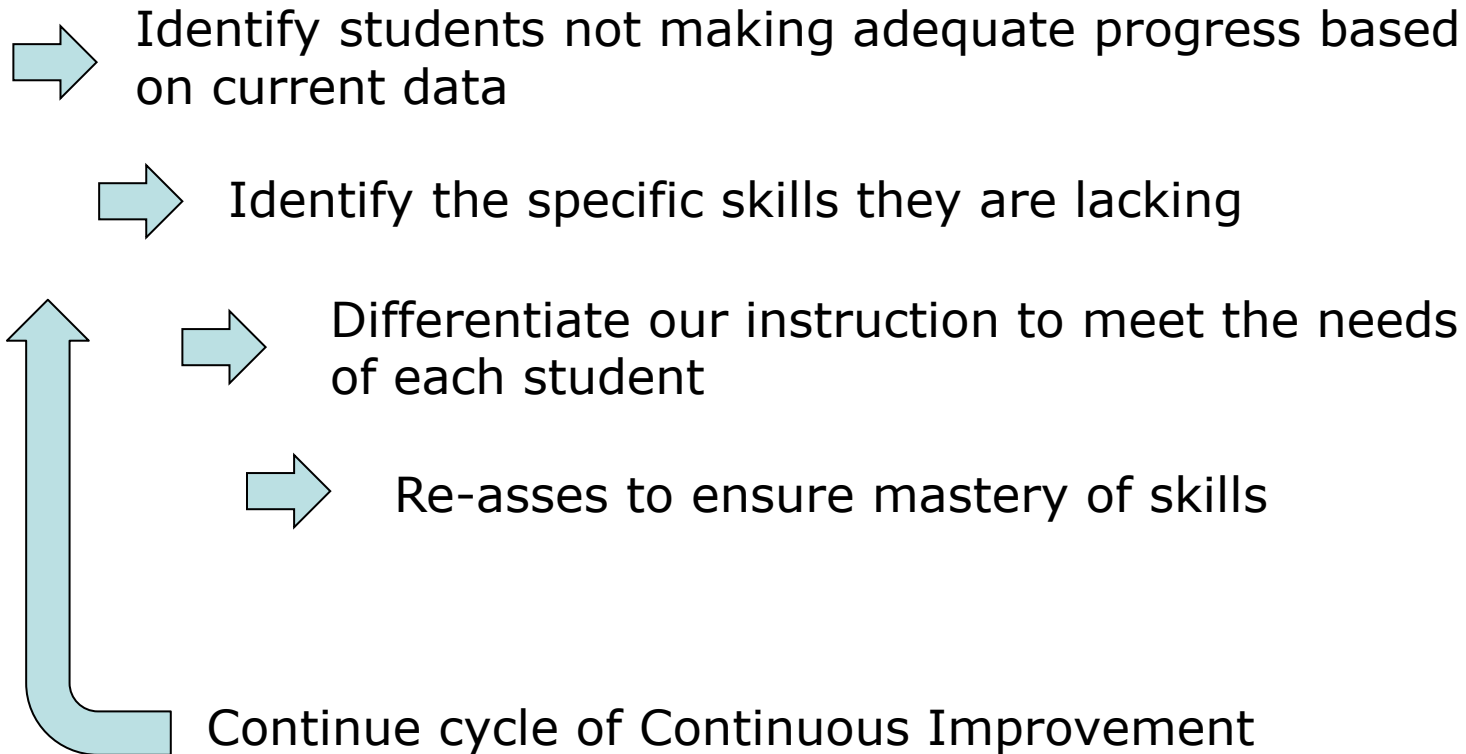 Identify students not making adequate progress based
on current data
Identify the specific skills they are lacking
Differentiate our instruction to meet the needs
of each student
Re-asses to ensure mastery of skills
Continue cycle of Continuous Improvement